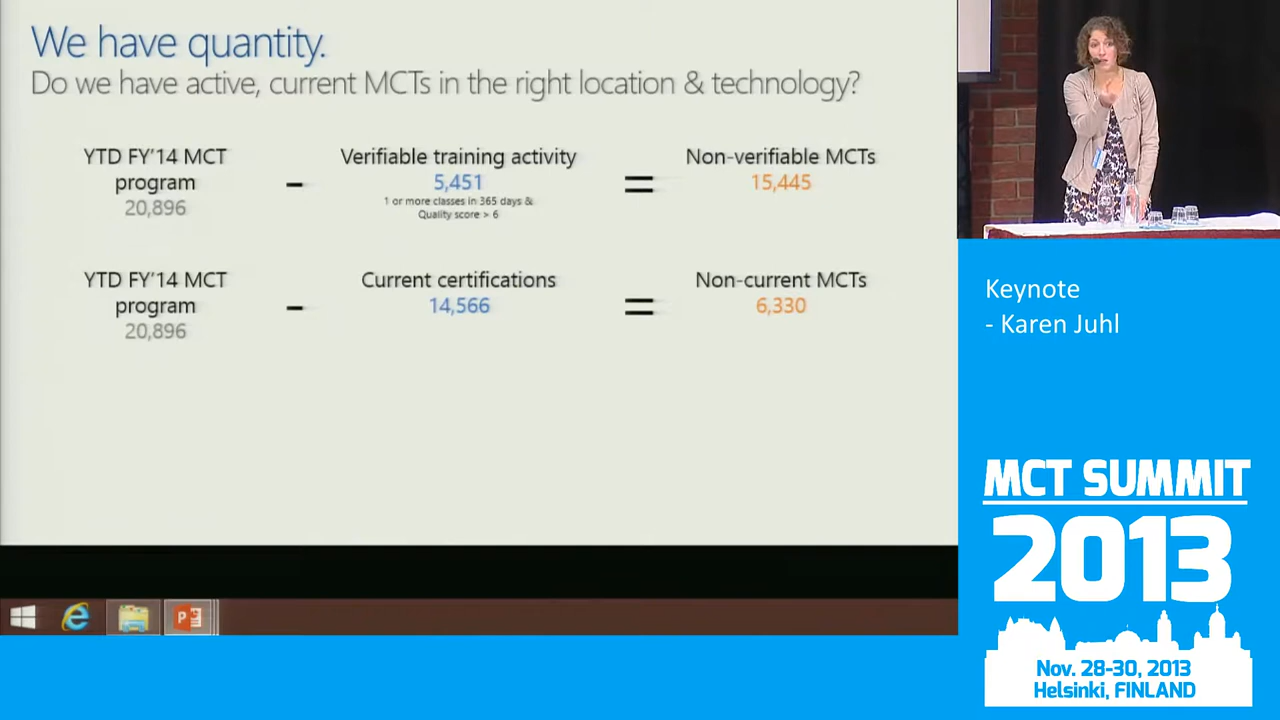 We have quantity.
Do we have active, current MCTs in the right location & technology?
YTD FY'14 MCT
program
20,896
-
Verifiable training activity
5,451
1 or more classes in 365 days &
Quality score > 6
=
Non-verifiable MCTs
15,445
YTD FY'14 MCT
program
20,896
-
Current certifications
14,566
=
Non-current MCTs
6,330
Keynote
- Karen Juhl
MCT SUMMIT
2013
Nov. 28-30, 2013
Helsinki, FINLAND